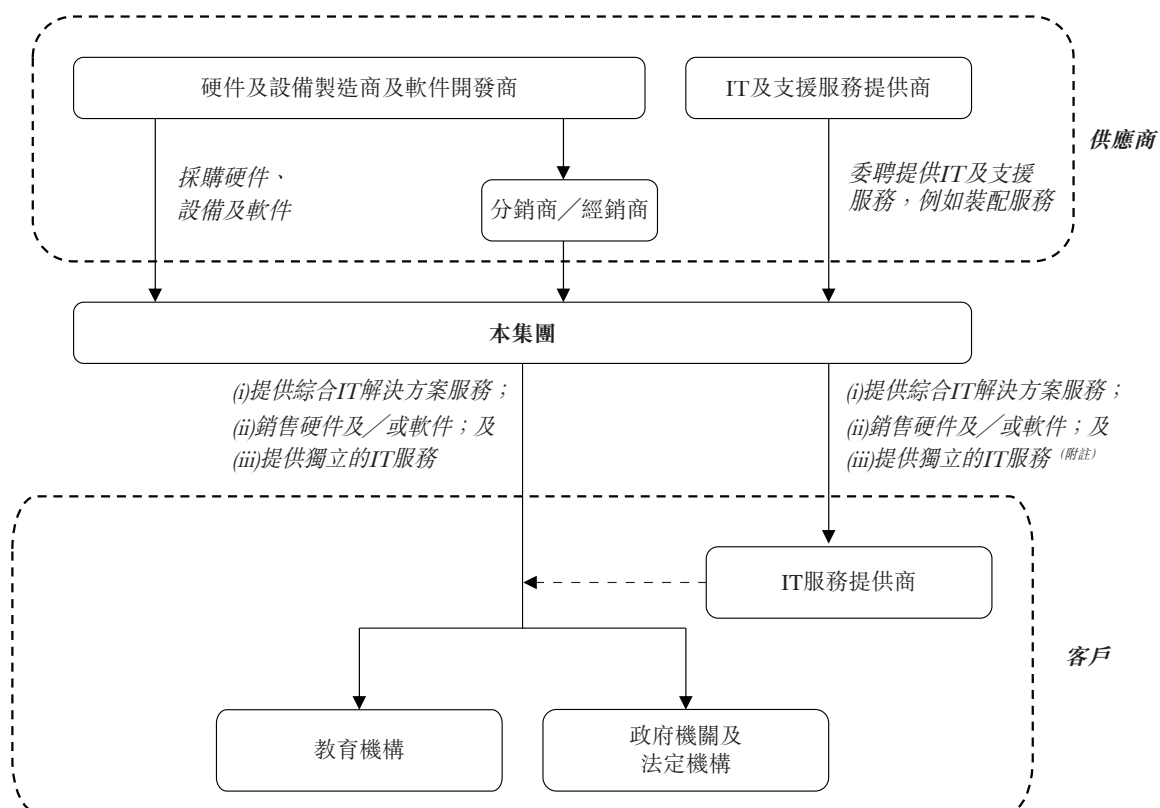 硬件及設備製造商及軟件開發商
IT及支援服務提供商
供應商
採購硬件、
設備及軟件
分銷商／經銷商
委聘提供IT及支援
服務，例如裝配服務
本集團
(i)提供綜合IT解決方案服務；
(ii)銷售硬件及／或軟件；及
(iii)提供獨立的IT服務
(i)提供綜合IT解決方案服務；
(ii)銷售硬件及／或軟件；及
(iii)提供獨立的IT服務（附註）
IT服務提供商
客戶
教育機構
政府機關及
法定機構